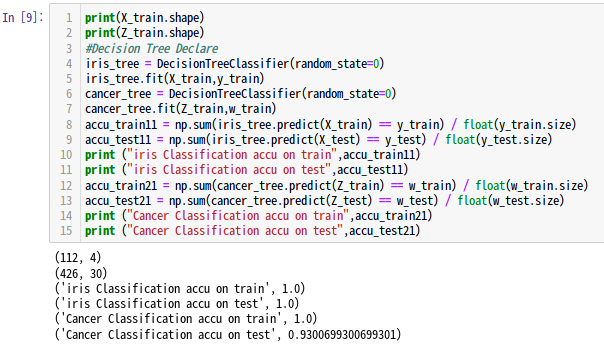 In [9]:
1 print(X_train.shape)
2 print(Z_train.shape)
3 #Decision Tree Declare
4 iris_tree = DecisionTreeClassifier(random_state=0)
5 iris_tree.fit(X_train,y_train)
6 cancer_tree = DecisionTreeClassifier(random_state=0)
7 cancer_tree.fit(Z_train,w_train)
8 accu_train11 = np.sum(iris_tree.predict(X_train) == y_train) / float(y_train.size)
9 accu_test11 = np.sum(iris_tree.predict(X_test) == y_test) / float(y_test.size)
10 print ("iris Classification accu on train",accu_train11)
11 print ("iris Classification accu on test",accu_test11)
12 accu_train21 = np.sum(cancer_tree.predict(Z_train) == w_train) / float(w_train.size)
13 accu_test21 = np.sum(cancer_tree.predict(Z_test) == w_test) / float(w_test.size)
14 print ("Cancer Classification accu on train",accu_train21)
15 print ("Cancer Classification accu on test",accu_test21)
(112, 4)
(426, 30)
('iris Classification accu on train', 1.0)
('iris Classification accu on test', 1.0)
('Cancer Classification accu on train', 1.0)
('Cancer Classification accu on test', 0.9300699300699301)